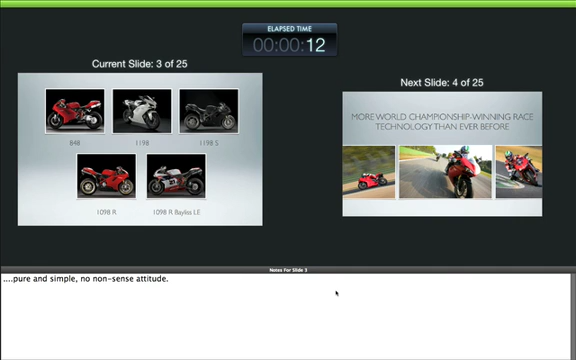 ELAPSED TIME
00:00:12
Current Slide: 3 of 25
848
1198
1198 S
1098 R
1098 R Bayliss LE
Next Slide: 4 of 25
MORE WORLD CHAMPIONSHIP-WINNING RACE
TECHNOLOGY THAN EVER BEFORE
Notes For Slide 3
....pure and simple, no non-sense attitude.